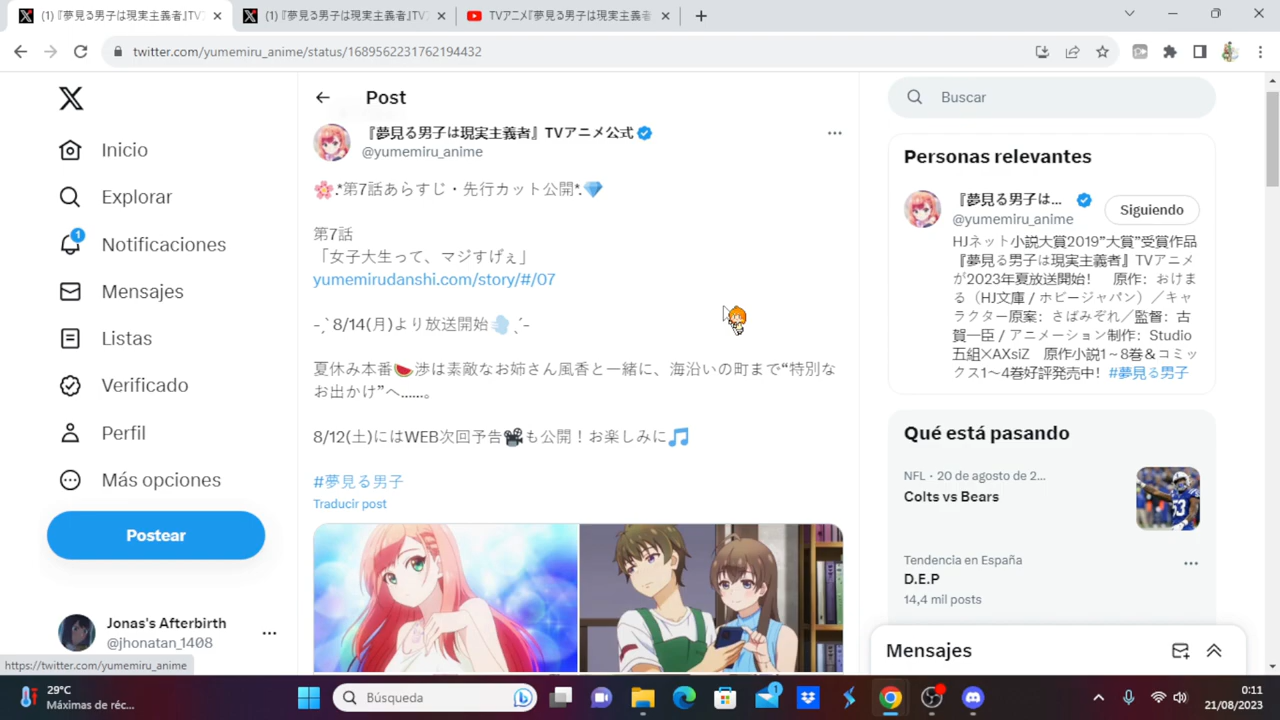 (1)『夢見る男子は現実主義者』TV
(1)『夢見る男子は現実主義者』TV
TVアニメ『夢見る男子は現実主義者
twitter.com/yumemiru_anime/status/1689562231762194432
Inicio
Explorar
1
Notificaciones
Mensajes
Listas
Verificado
Perfil
Más opciones
Postear
Jonas's Afterbirth
@jhonatan_1408
https://twitter.com/yumemiru_anime
Post
『夢見る男子は現実主義者』TVアニメ公式
@yumemiru_anime
🌸.*第7話あらすじ・先行カット公開*.💎
第7話
「女子大生って、マジすげぇ」
yumemirudanshi.com/story/#/07
-ˏˋ8/14(月)より放送開始💨ˎˊ-
夏休み本番🍉渉は素敵なお姉さん風香と一緒に、海沿いの町まで“特別な
お出かけ”へ……。
8/12(土)にはWEB次回予告📽も公開！お楽しみに🎵
#夢見る男子
Traducir post
Buscar
Personas relevantes
『夢見る男子は...
@yumemiru_anime
Siguiendo
HJネット小説大賞2019”大賞”受賞作品
『夢見る男子は現実主義者』TVアニメ
が2023年夏放送開始！ 原作：おけま
る（HJ文庫 / ホビージャパン）／キャ
ラクター原案：さばみぞれ／監督：古
賀一臣 / アニメーション制作：Studio
五組×AXsiZ 原作小説1～8巻＆コミッ
クス1～4巻好評発売中！#夢見る男子
Qué está pasando
NFL · 20 de agosto de 2...
Colts vs Bears
Tendencia en España
D.E.P
14,4 mil posts
Mensajes
29°C
Máximas de réc...
Búsqueda
1
0:11
21/08/2023